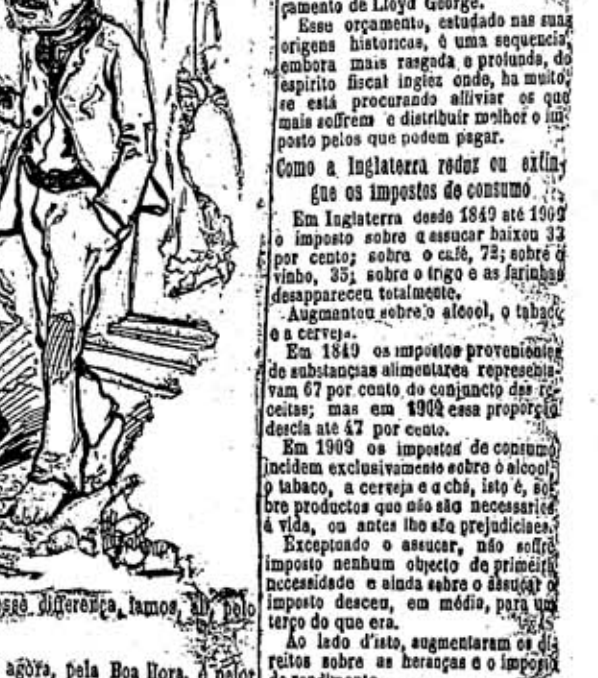 çamento de Lloyd George.
Esse orçamento, estudado nas suas
origens historicas, é uma sequencia,
embora mais rasgada e profunda, do
espirito fiscal inglez onde, ha muito,
se está procurando alliviar os que
mais soffrem e distribuir melhor o im
posto pelos que podem pagar.
Como a Inglaterra reduz ou extin-
gue os impostos de consumo
Em Inglaterra desde 1849 até 1909
o imposto sobre o assucar baixou 33
por cento; sobre o café, 72; sobre o
vinho, 35; sobre o trigo e as farinhas
desappareceu totalmente.
Augmentou sobre o alcool, o tabaco
e a cerveja.
Em 1849 os impostos provenientes
de substancias alimentares representa-
vam 67 por cento do conjuncto das re-
ceitas; mas em essa proporção
descia até 47 por cento.
Em 1909 os impostos de consumo
incidem exclusivamente sobre o alcool,
o tabaco, a cerveja e o chá, isto é, so-
bre productos que não são necessarios
á vida, ou antes lhe são prejudiciaes.
Exceptando o assucar, não soffre
imposto nenhum objecto de primeira
necessidade e ainda sobre o assucar o
imposto desceu, em média, para um
terço do que era.
Ao lado d'isto, augmentaram os di-
reitos sobre as heranças e o imposto
de rendimento
esse differença, iamos, ali, pelo
agora, pela Boa Hora, é